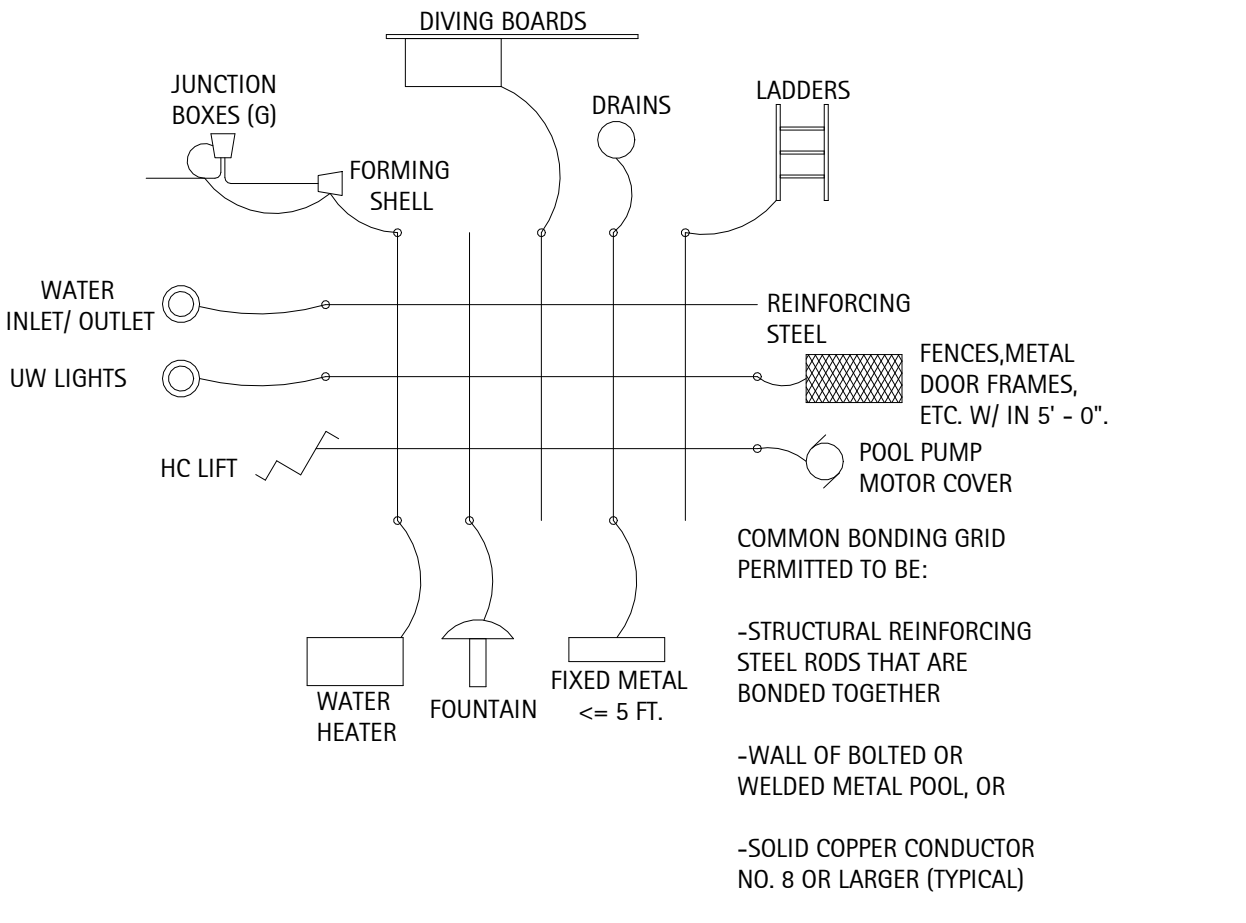 DIVING BOARDS
JUNCTION
BOXES (G)
DRAINS
LADDERS
FORMING
SHELL
WATER
INLET/ OUTLET
REINFORCING
STEEL
UW LIGHTS
FENCES,METAL
DOOR FRAMES,
ETC. W/ IN 5' - 0".
HC LIFT
POOL PUMP
MOTOR COVER
WATER
HEATER
FOUNTAIN
FIXED METAL
<= 5 FT.
COMMON BONDING GRID
PERMITTED TO BE:
-STRUCTURAL REINFORCING
STEEL RODS THAT ARE
BONDED TOGETHER
-WALL OF BOLTED OR
WELDED METAL POOL, OR
-SOLID COPPER CONDUCTOR
NO. 8 OR LARGER (TYPICAL)